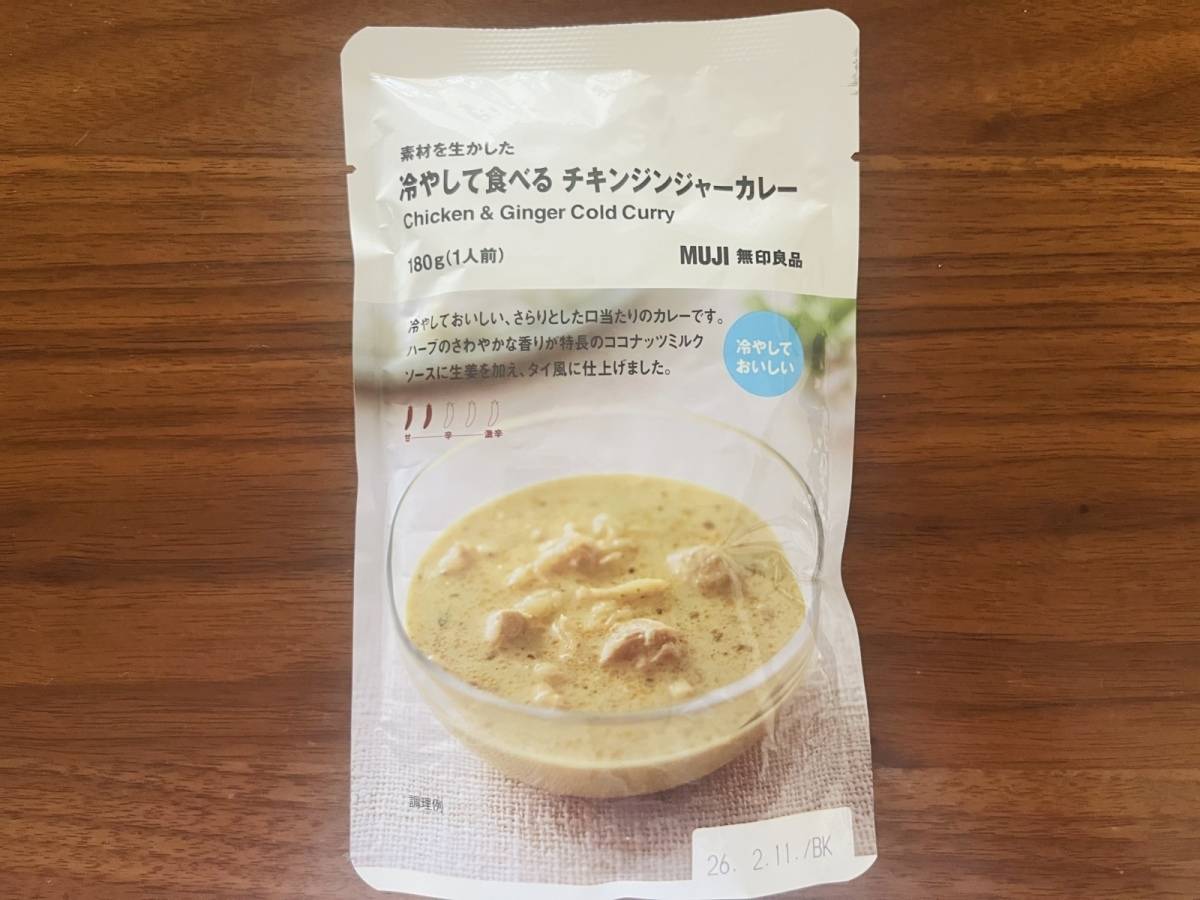 素材を生かした
冷やして食べる チキンジンジャーカレー
Chicken & Ginger Cold Curry
180g(1人前)
MUJI 無印良品
冷やしておいしい、さらりとした口当たりのカレーです。
ハーブのさわやかな香りが特長のココナッツミルク
ソースに生姜を加え、タイ風に仕上げました。
冷やして
おいしい
甘 辛 激辛
調理例
26. 2.11./BK